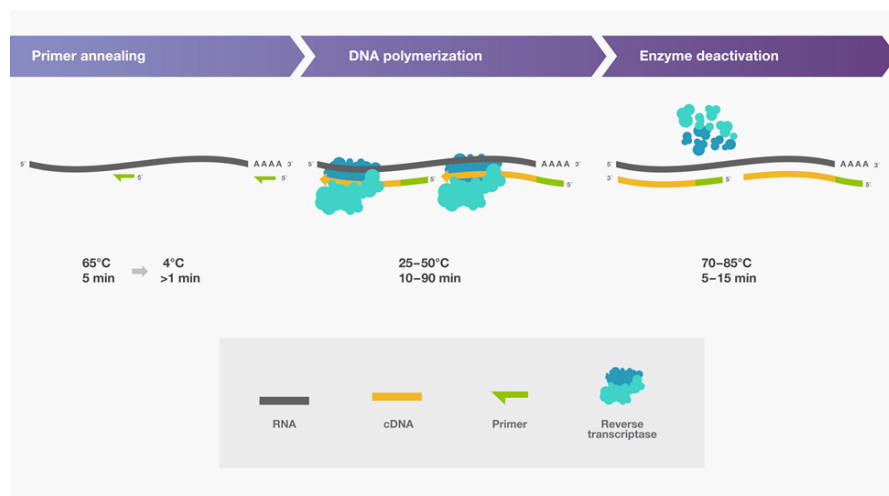 Primer annealing
DNA polymerization
Enzyme deactivation
5´ AAAA 3´
5´ 5´
5´ AAAA 3´
5´ 5´
5´ AAAA 3´
3´ 5´ 5´
65°C 4°C
5 min >1 min
25–50°C
10–90 min
70–85°C
5–15 min
RNA
cDNA
Primer
Reverse
transcriptase